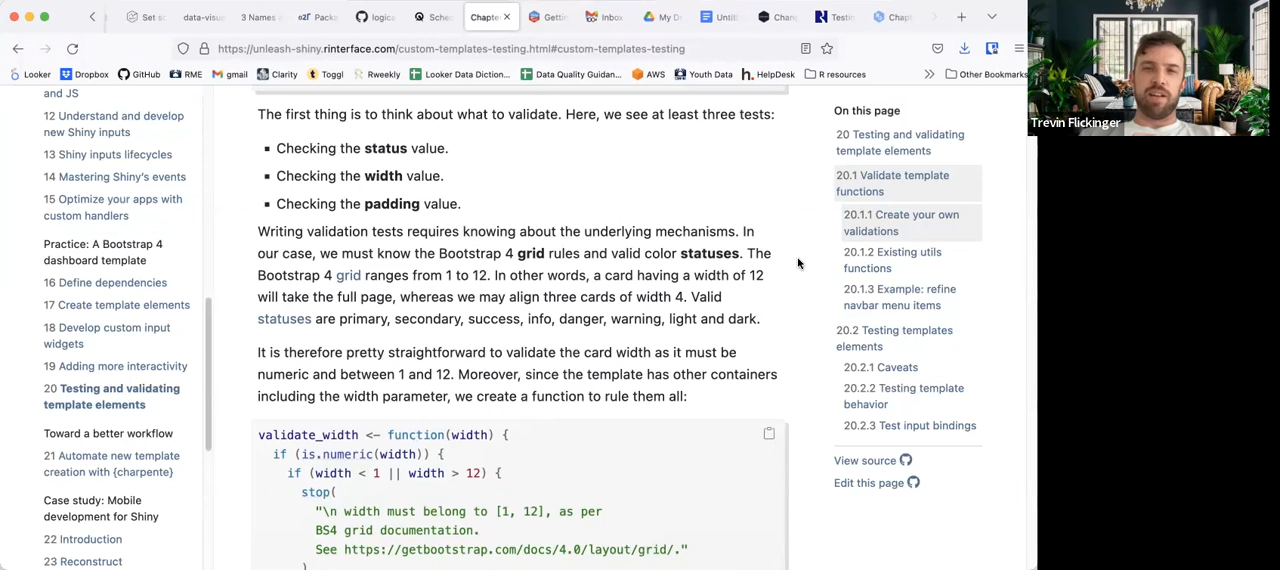 Set s
data-visua
3 Names
Packa
logica
Sche
Chapte
Getti
Inbox
My D
Untit
Chang
Testin
Chapt
https://unleash-shiny.rinterface.com/custom-templates-testing.html#custom-templates-testing
Looker Dropbox GitHub RME gmail Clarity Toggl Rweekly Looker Data Diction... Data Quality Guidan... AWS Youth Data HelpDesk R resources Other Bookmarks
and JS
12 Understand and develop
new Shiny inputs
13 Shiny inputs lifecycles
14 Mastering Shiny's events
15 Optimize your apps with
custom handlers
Practice: A Bootstrap 4
dashboard template
16 Define dependencies
17 Create template elements
18 Develop custom input
widgets
19 Adding more interactivity
20 Testing and validating
template elements
Toward a better workflow
21 Automate new template
creation with {charpente}
Case study: Mobile
development for Shiny
22 Introduction
23 Reconstruct
The first thing is to think about what to validate. Here, we see at least three tests:
Checking the status value.
Checking the width value.
Checking the padding value.
Writing validation tests requires knowing about the underlying mechanisms. In
our case, we must know the Bootstrap 4 grid rules and valid color statuses. The
Bootstrap 4 grid ranges from 1 to 12. In other words, a card having a width of 12
will take the full page, whereas we may align three cards of width 4. Valid
statuses are primary, secondary, success, info, danger, warning, light and dark.
It is therefore pretty straightforward to validate the card width as it must be
numeric and between 1 and 12. Moreover, since the template has other containers
including the width parameter, we create a function to rule them all:
validate_width <- function(width) {
if (is.numeric(width)) {
if (width < 1 || width > 12) {
stop(
"\n width must belong to [1, 12], as per
BS4 grid documentation.
See https://getbootstrap.com/docs/4.0/layout/grid/."
)
On this page
20 Testing and validating
template elements
20.1 Validate template
functions
20.1.1 Create your own
validations
20.1.2 Existing utils
functions
20.1.3 Example: refine
navbar menu items
20.2 Testing templates
elements
20.2.1 Caveats
20.2.2 Testing template
behavior
20.2.3 Test input bindings
View source
Edit this page
Trevin Flickinger